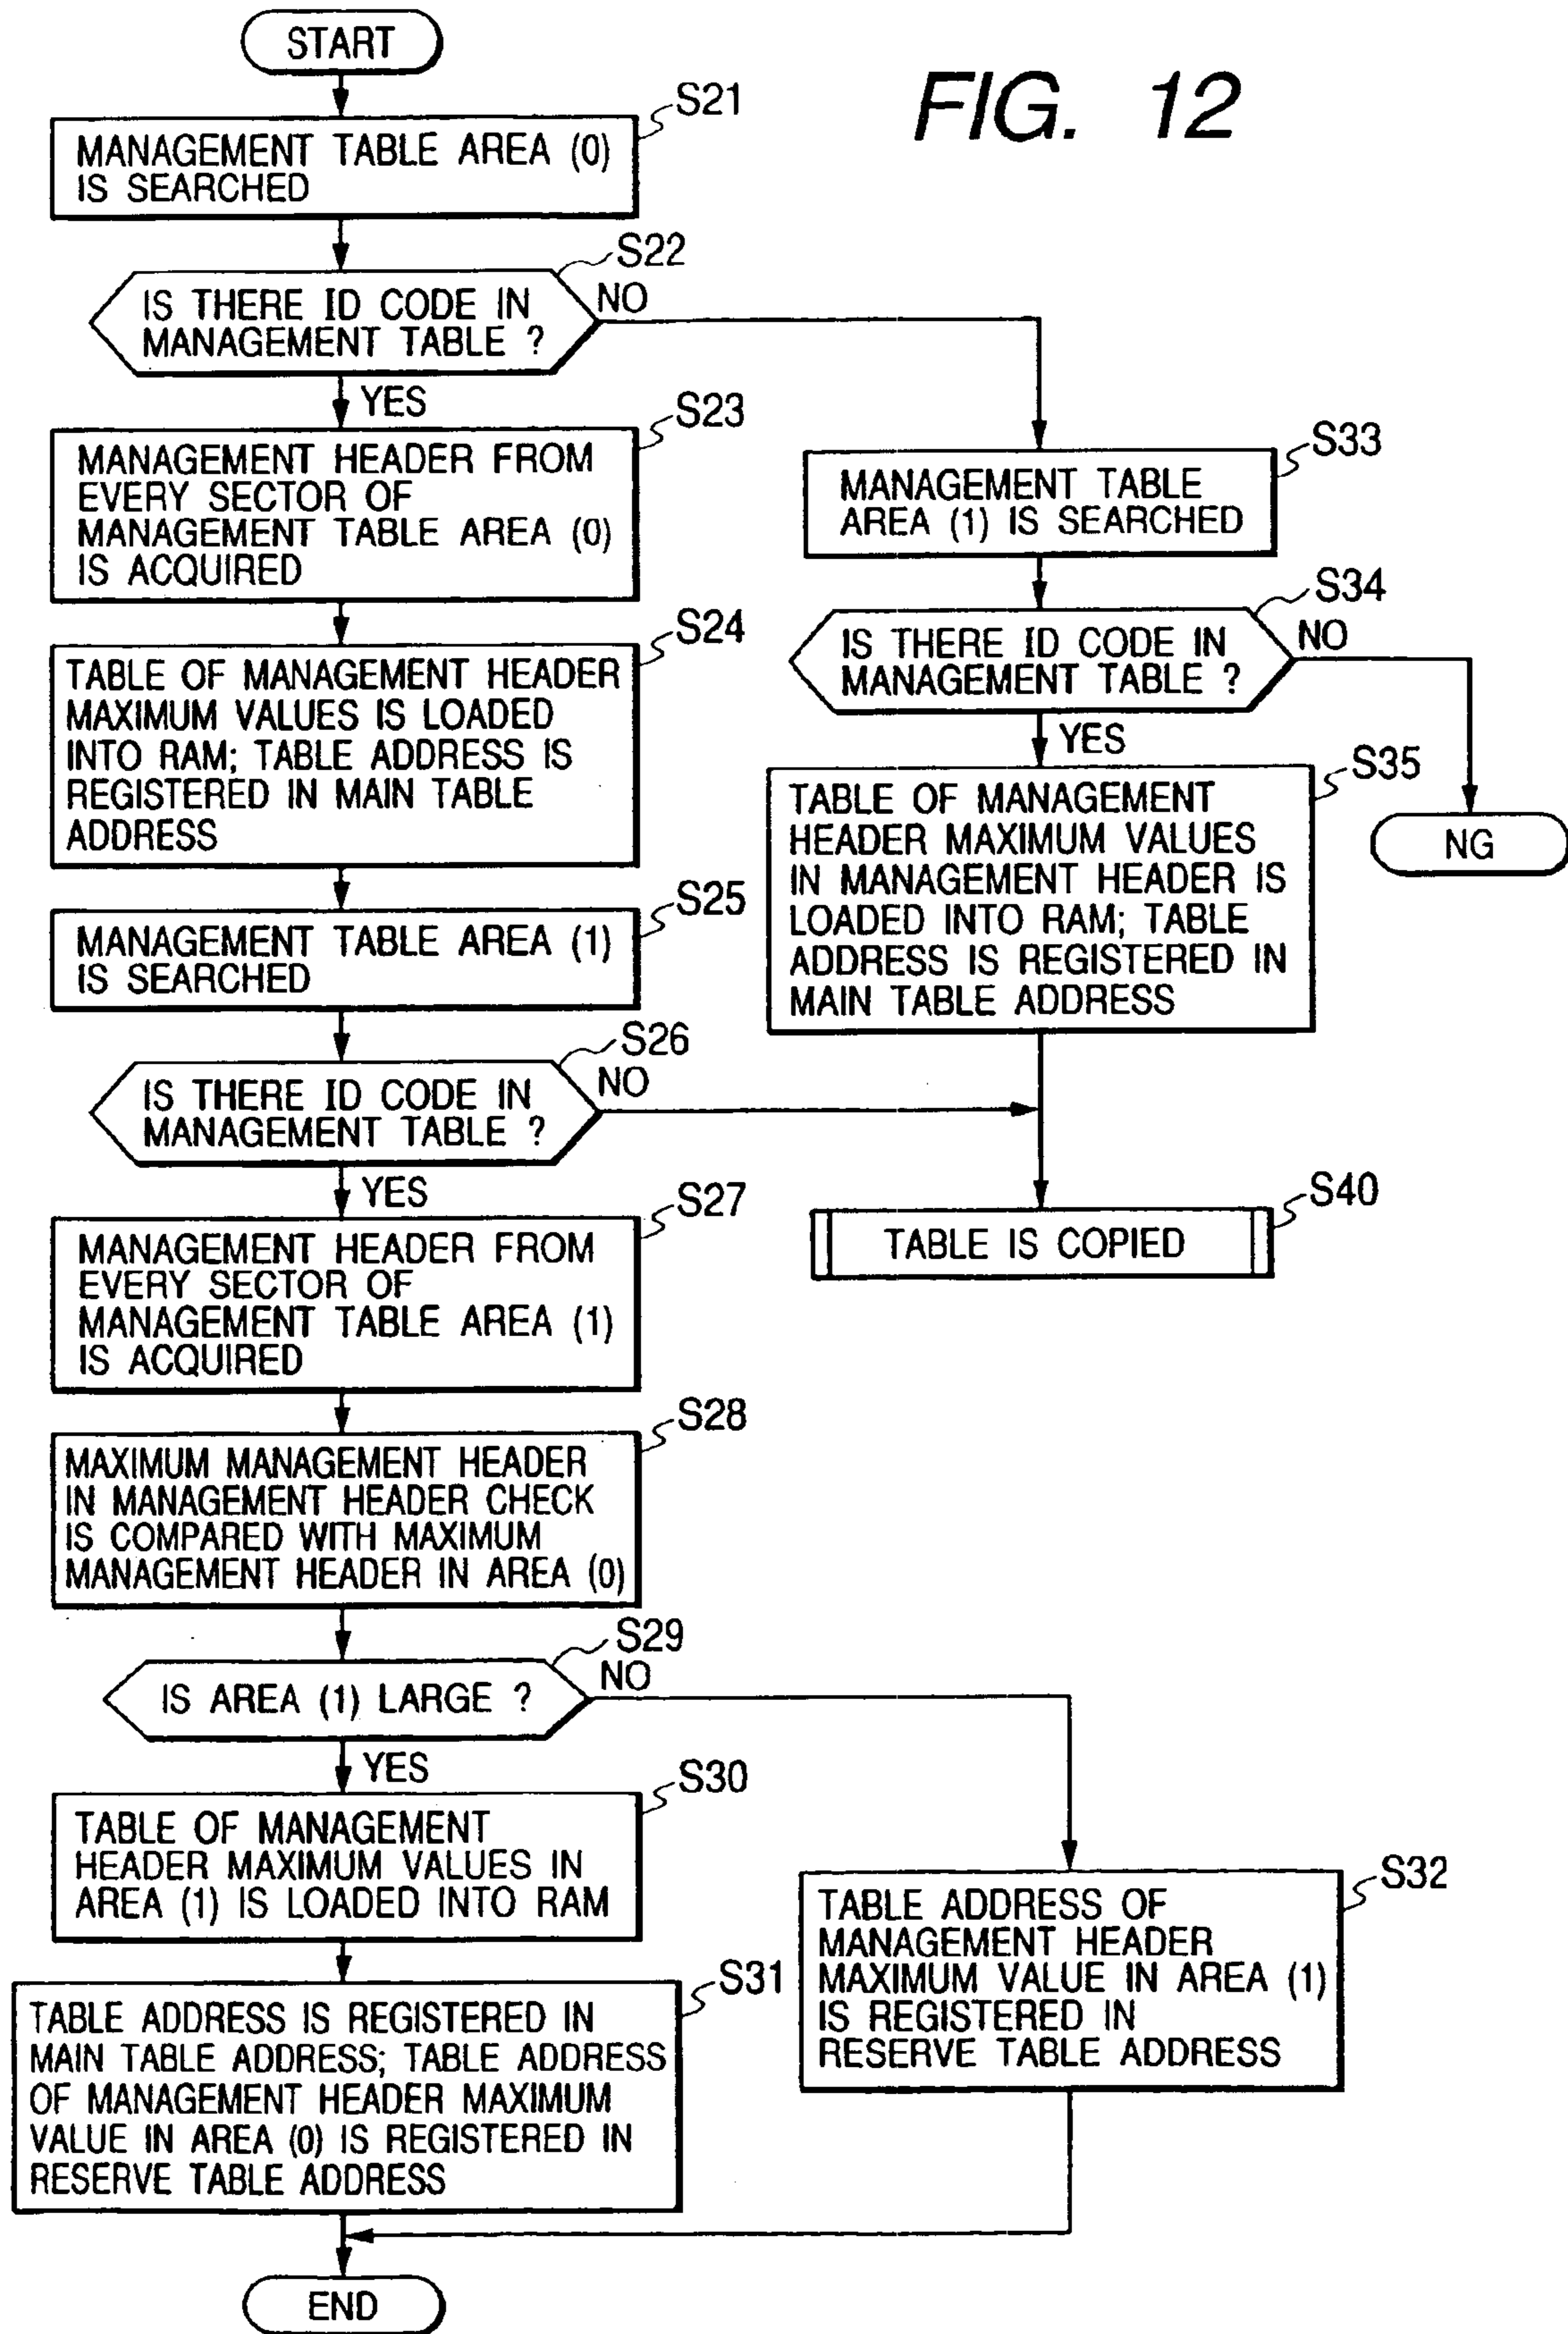 FIG. 12
START
S21
MANAGEMENT TABLE AREA (0)
IS SEARCHED
S22
IS THERE ID CODE IN
MANAGEMENT TABLE ?
NO
YES
S23
MANAGEMENT HEADER FROM
EVERY SECTOR OF
MANAGEMENT TABLE AREA (0)
IS ACQUIRED
S24
TABLE OF MANAGEMENT HEADER
MAXIMUM VALUES IS LOADED
INTO RAM; TABLE ADDRESS IS
REGISTERED IN MAIN TABLE
ADDRESS
S25
MANAGEMENT TABLE AREA (1)
IS SEARCHED
S26
IS THERE ID CODE IN
MANAGEMENT TABLE ?
NO
YES
S27
MANAGEMENT HEADER FROM
EVERY SECTOR OF
MANAGEMENT TABLE AREA (1)
IS ACQUIRED
S28
MAXIMUM MANAGEMENT HEADER
IN MANAGEMENT HEADER CHECK
IS COMPARED WITH MAXIMUM
MANAGEMENT HEADER IN AREA (0)
S29
IS AREA (1) LARGE ?
NO
YES
S30
TABLE OF MANAGEMENT
HEADER MAXIMUM VALUES IN
AREA (1) IS LOADED INTO RAM
S31
TABLE ADDRESS IS REGISTERED IN
MAIN TABLE ADDRESS; TABLE ADDRESS
OF MANAGEMENT HEADER MAXIMUM
VALUE IN AREA (0) IS REGISTERED IN
RESERVE TABLE ADDRESS
END
S33
MANAGEMENT TABLE
AREA (1) IS SEARCHED
S34
IS THERE ID CODE IN
MANAGEMENT TABLE ?
NO
YES
NG
S35
TABLE OF MANAGEMENT
HEADER MAXIMUM VALUES
IN MANAGEMENT HEADER IS
LOADED INTO RAM; TABLE
ADDRESS IS REGISTERED IN
MAIN TABLE ADDRESS
S40
TABLE IS COPIED
S32
TABLE ADDRESS OF
MANAGEMENT HEADER
MAXIMUM VALUE IN AREA (1)
IS REGISTERED IN
RESERVE TABLE ADDRESS